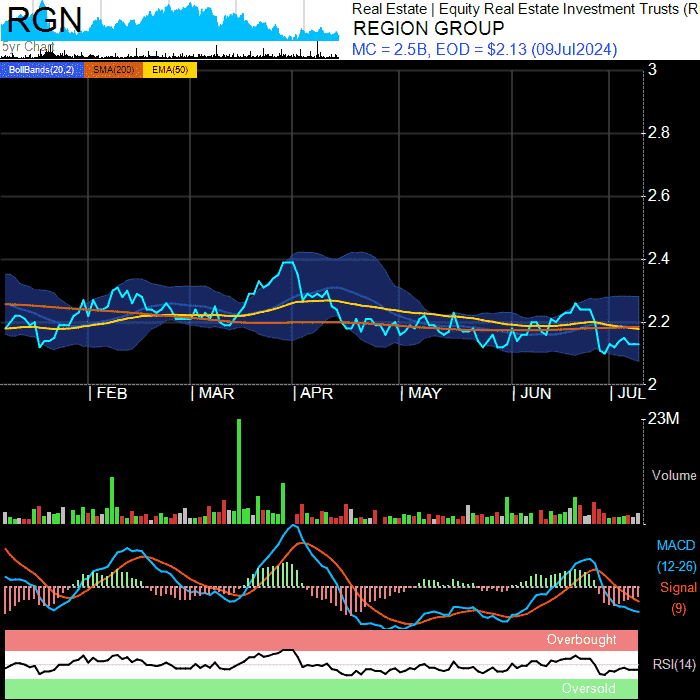 RGN
5yr Chart
Real Estate | Equity Real Estate Investment Trusts (R
REGION GROUP
MC = 2.5B, EOD = $2.13 (09Jul2024)
BollBands(20,2) SMA(200) EMA(50)
3
2.8
2.6
2.4
2.2
2
| FEB | MAR | APR | MAY | JUN | JUL
23M
Volume
MACD
(12-26)
Signal
(9)
Overbought
RSI(14)
Oversold